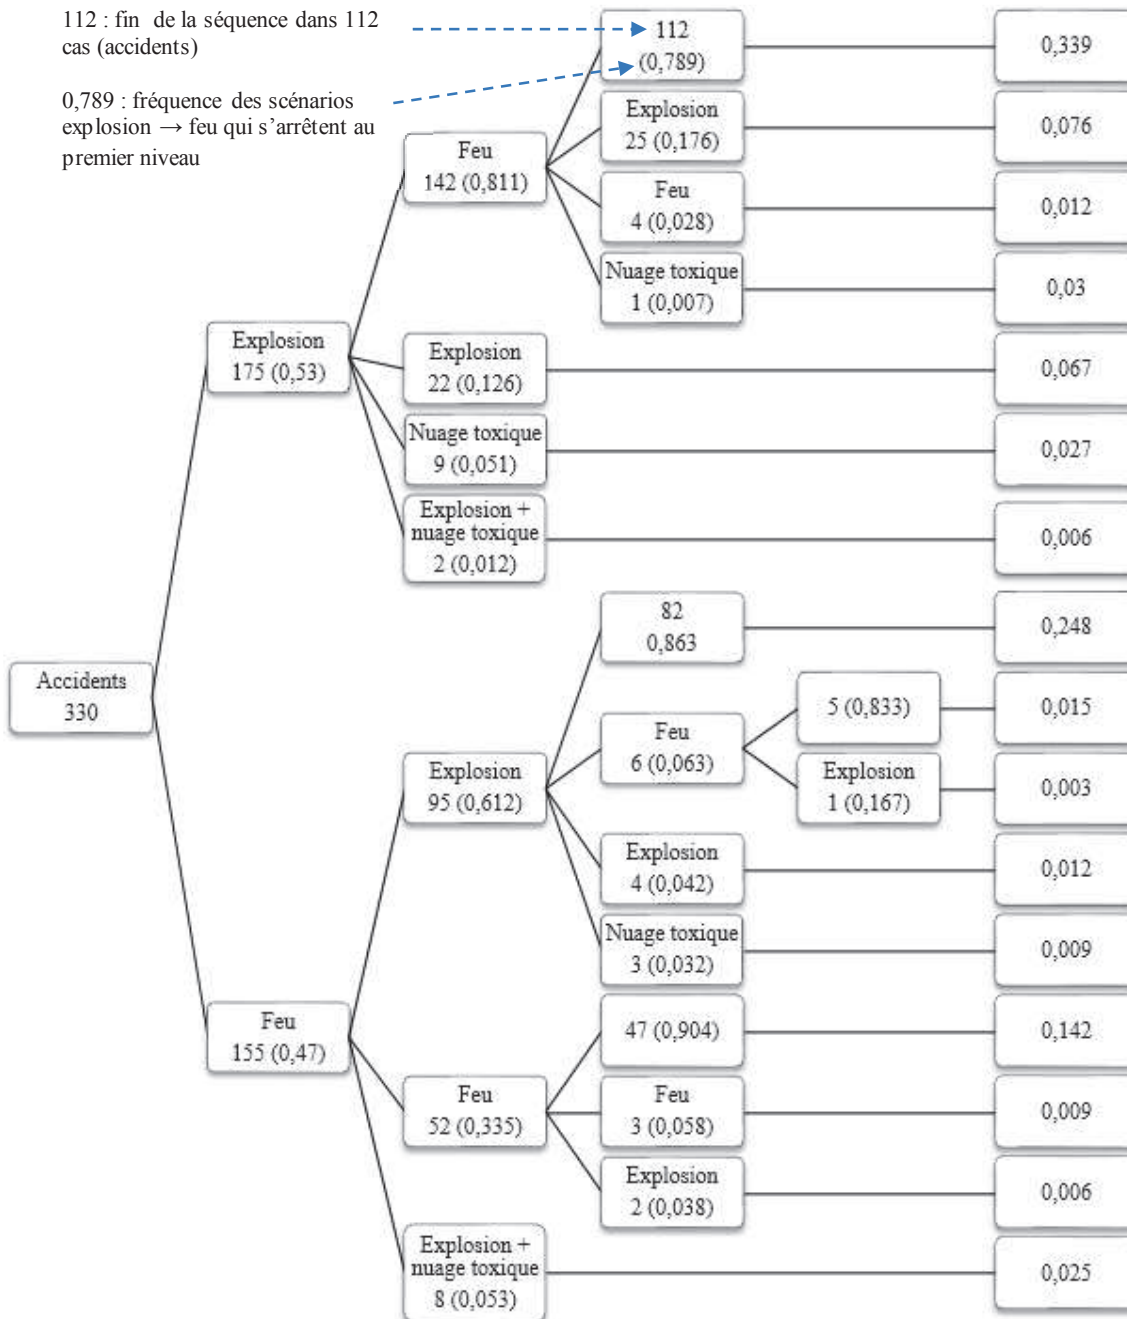 112 : fin de la séquence dans 112
cas (accidents)
0,789 : fréquence des scénarios
explosion → feu qui s’arrêtent au
premier niveau
112
(0,789)
0,339
Explosion
25 (0,176)
0,076
Feu
142 (0,811)
Feu
4 (0,028)
0,012
Nuage toxique
1 (0,007)
0,03
Explosion
175 (0,53)
Explosion
22 (0,126)
0,067
Nuage toxique
9 (0,051)
0,027
Explosion +
nuage toxique
2 (0,012)
0,006
Accidents
330
82
0,863
0,248
Explosion
95 (0,612)
Feu
6 (0,063)
5 (0,833)
0,015
Explosion
1 (0,167)
0,003
Explosion
4 (0,042)
0,012
Nuage toxique
3 (0,032)
0,009
Feu
155 (0,47)
47 (0,904)
0,142
Feu
52 (0,335)
Feu
3 (0,058)
0,009
Explosion
2 (0,038)
0,006
Explosion +
nuage toxique
8 (0,053)
0,025